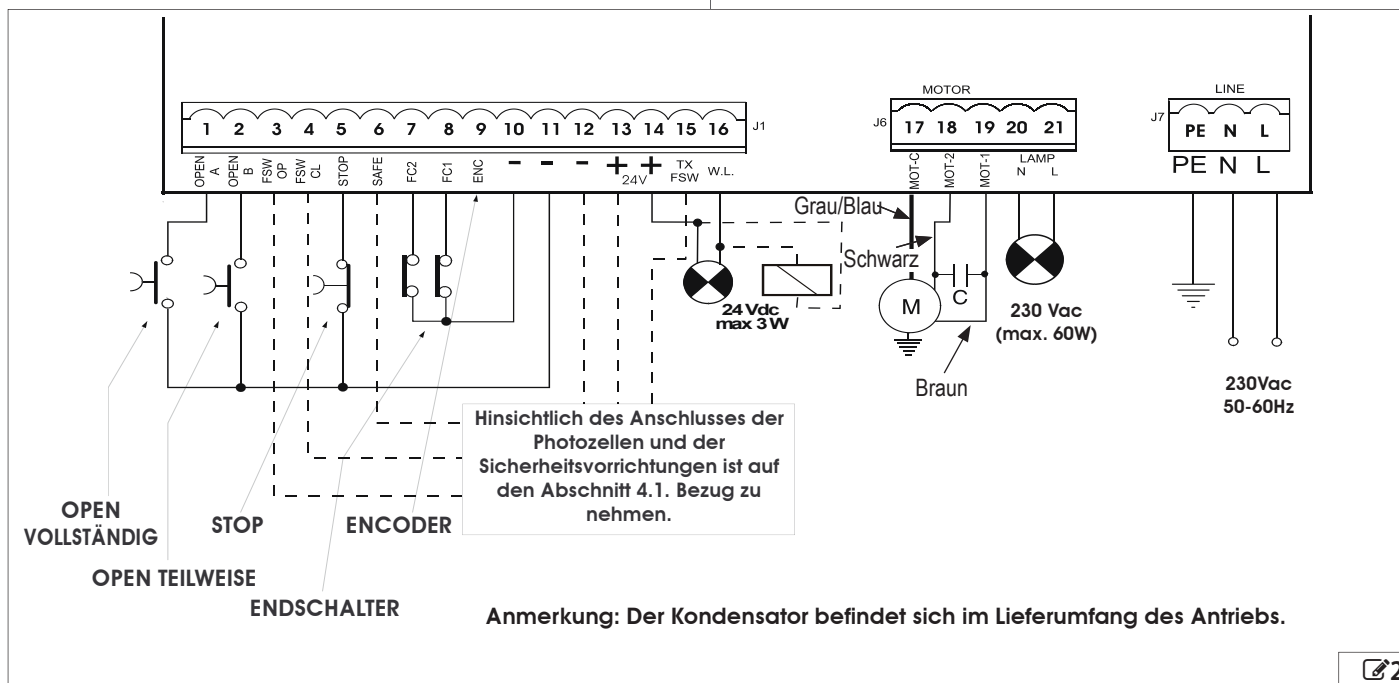 MOTOR
LINE
J1
J6
J7
1 2 3 4 5 6 7 8 9 10 11 12 13 14 15 16
17 18 19 20 21
PE N L
OPEN A
OPEN B
FSW OP
FSW CL
STOP
SAFE
FC2
FC1
ENC
– – – + +
24V
TX FSW
W.L.
MOT-C
MOT-2
MOT-1
LAMP
N L
PE N L
Grau/Blau
Schwarz
M
C
Braun
24 Vdc
max 3 W
230 Vac
(max. 60W)
230Vac
50-60Hz
Hinsichtlich des Anschlusses der
Photozellen und der
Sicherheitsvorrichtungen ist auf
den Abschnitt 4.1. Bezug zu
nehmen.
OPEN
VOLLSTÄNDIG
STOP
ENCODER
OPEN TEILWEISE
ENDSCHALTER
Anmerkung: Der Kondensator befindet sich im Lieferumfang des Antriebs.
2